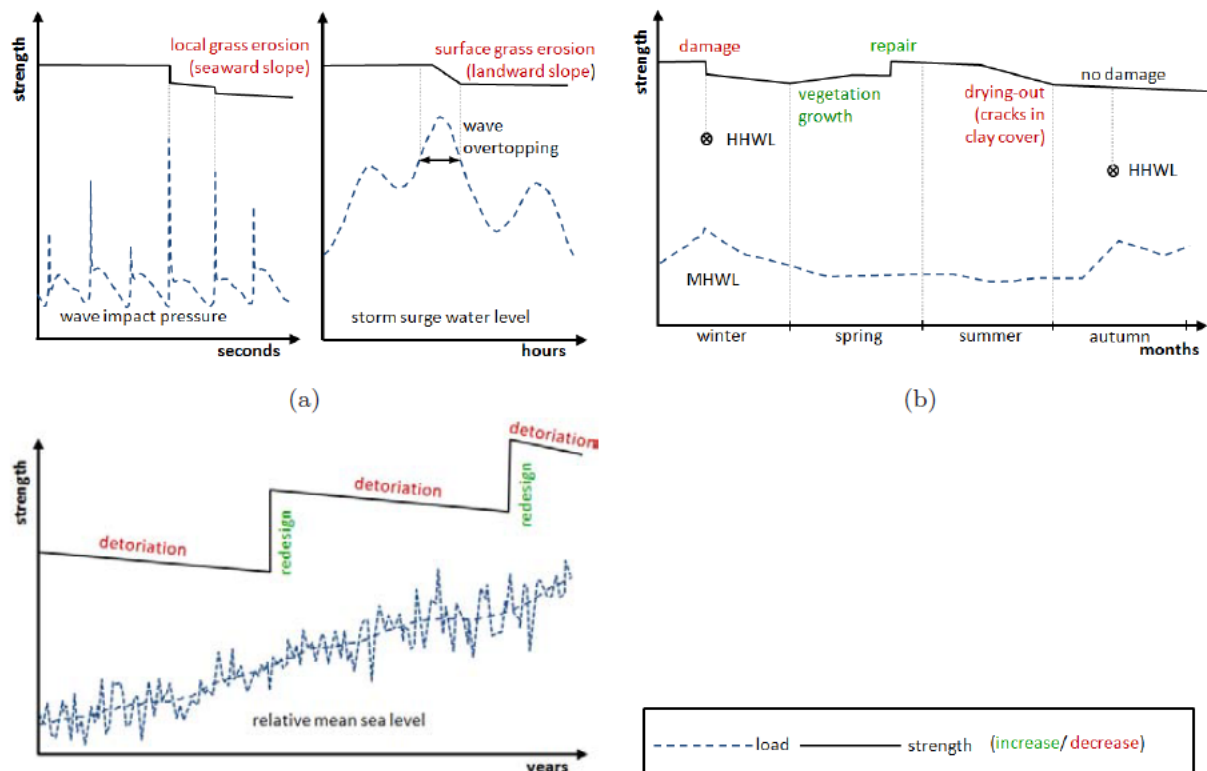 strength
local grass erosion
(seaward slope)
wave impact pressure
seconds
surface grass erosion
(landward slope)
wave
overtopping
storm surge water level
hours
(a)
strength
damage
repair
no damage
vegetation
growth
drying-out
(cracks in
clay cover)
HHWL
HHWL
MHWL
winter
spring
summer
autumn
months
(b)
strength
detoriation
redesign
detoriation
redesign
detoriation
relative mean sea level
years
load
strength
(increase/ decrease)